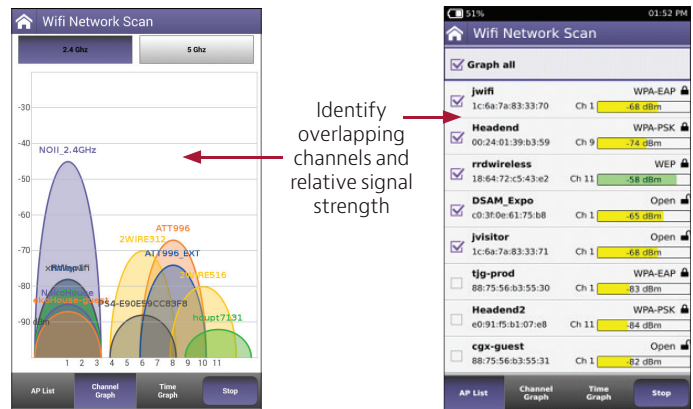 Wifi Network Scan
2.4 Ghz
5 Ghz
-30
-40
NOII_2.4GHz
-50
-60
ATT996
2WIRE312
-70
ATT996_EXT
-80
PS4-E90E59CC83F8
hcupt7131
-90 dBm
1 2 3 4 5 6 7 8 9 10 11
AP List
Channel Graph
Time Graph
Stop
Identify
overlapping
channels and
relative signal
strength
51%
01:52 PM
Wifi Network Scan
Graph all
jwifi WPA-EAP
1c:6a:7a:83:33:70 Ch 1 -68 dBm
Headend WPA-PSK
00:24:01:39:b3:59 Ch 9 -74 dBm
rrdwireless WEP
18:64:72:c5:43:e2 Ch 11 -58 dBm
DSAM_Expo Open
c0:3f:0e:61:75:b8 Ch 1 -65 dBm
jvisitor Open
1c:6a:7a:83:33:71 Ch 1 -68 dBm
tjg-prod WPA-EAP
88:75:56:b3:55:30 Ch 1 -83 dBm
Headend2 WPA-PSK
e0:91:f5:b1:07:e8 Ch 11 -84 dBm
cgx-guest Open
88:75:56:b3:55:31 Ch 1 -82 dBm
AP List
Channel Graph
Time Graph
Stop